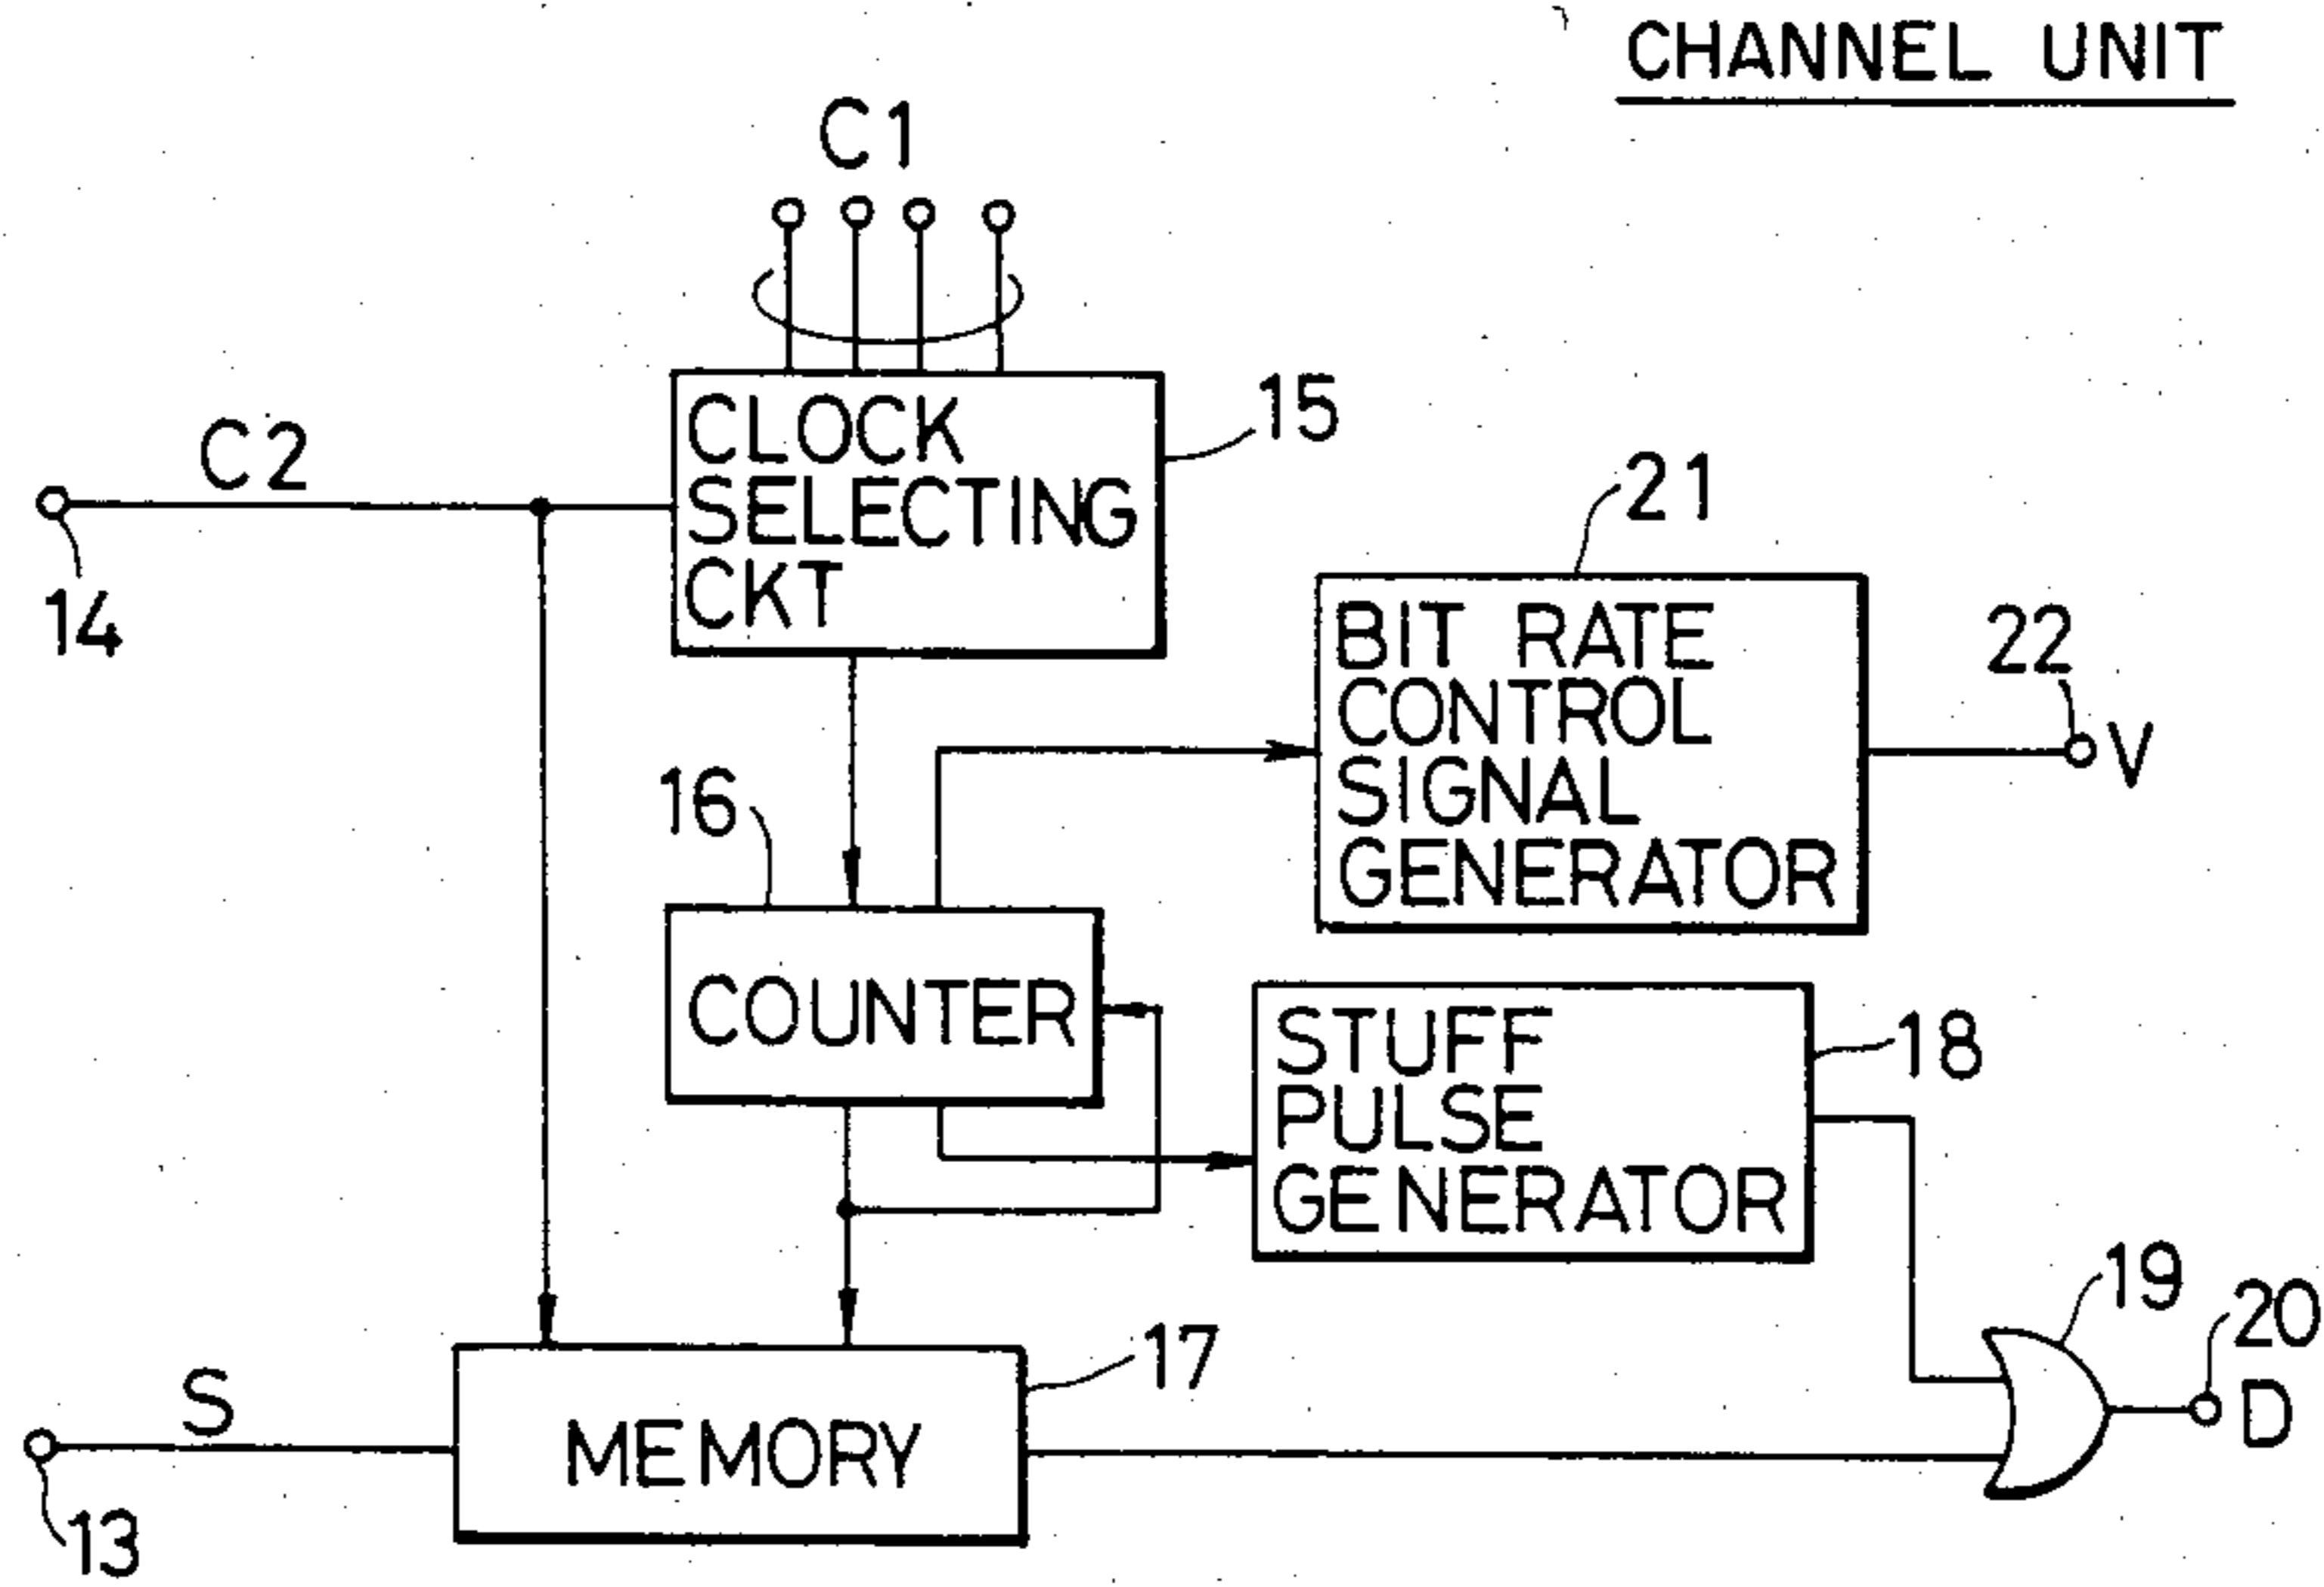 CHANNEL UNIT
C1
C2
14
CLOCK
SELECTING
CKT
15
21
BIT RATE
CONTROL
SIGNAL
GENERATOR
22
V
16
COUNTER
STUFF
PULSE
GENERATOR
18
19
20
D
17
S
MEMORY
13